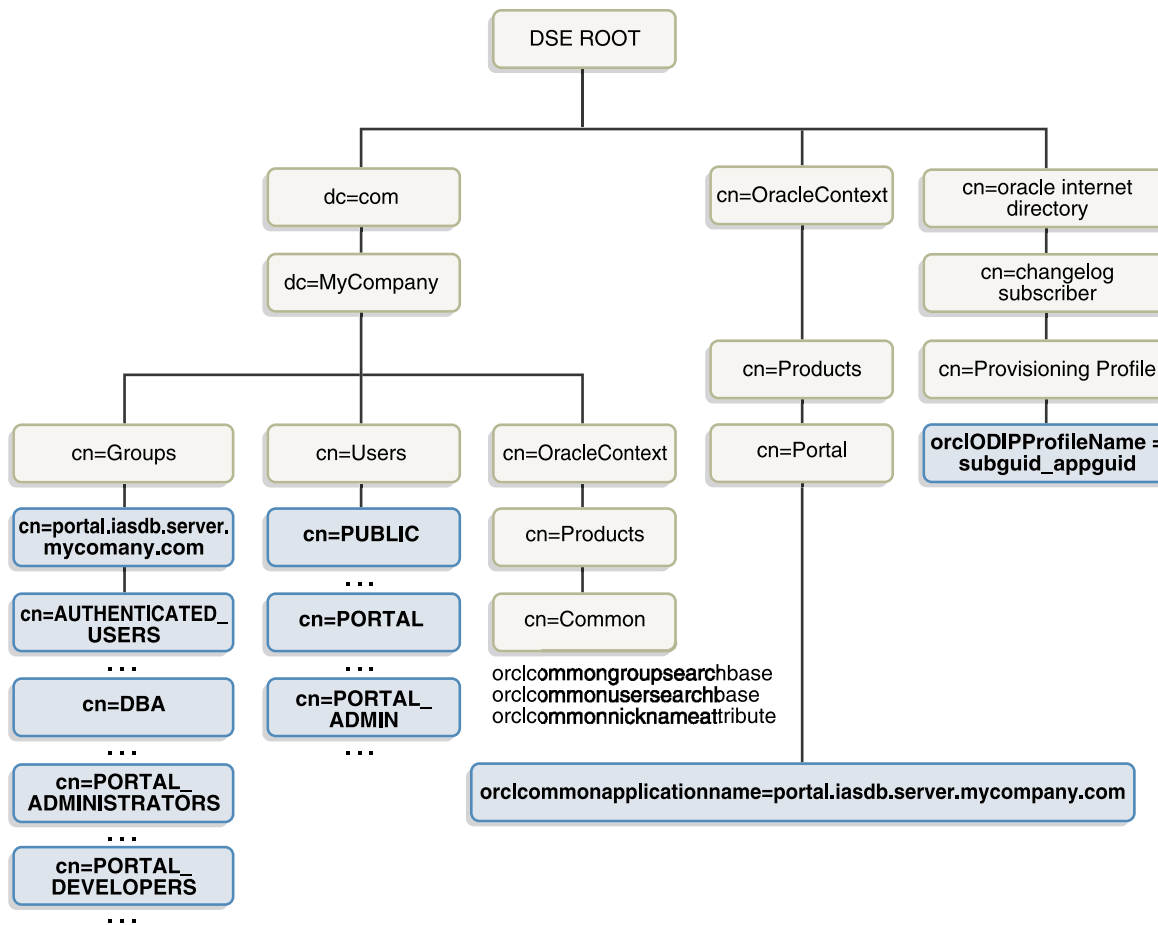 DSE ROOT
dc=com
cn=OracleContext
cn=oracle internet
directory
dc=MyCompany
cn=changelog
subscriber
cn=Products
cn=Provisioning Profile
cn=Groups
cn=Users
cn=OracleContext
cn=Portal
orclODIPProfileName =
subguid_appguid
cn=portal.iasdb.server.
mycomany.com
cn=PUBLIC
...
cn=Products
cn=AUTHENTICATED_
USERS
...
cn=PORTAL
...
cn=Common
orclcommongroupsearchbase
orclcommonusersearchbase
orclcommonnicknameattribute
cn=DBA
...
cn=PORTAL_
ADMIN
...
cn=PORTAL_
ADMINISTRATORS
...
orclcommonapplicationname=portal.iasdb.server.mycompany.com
cn=PORTAL_
DEVELOPERS
...